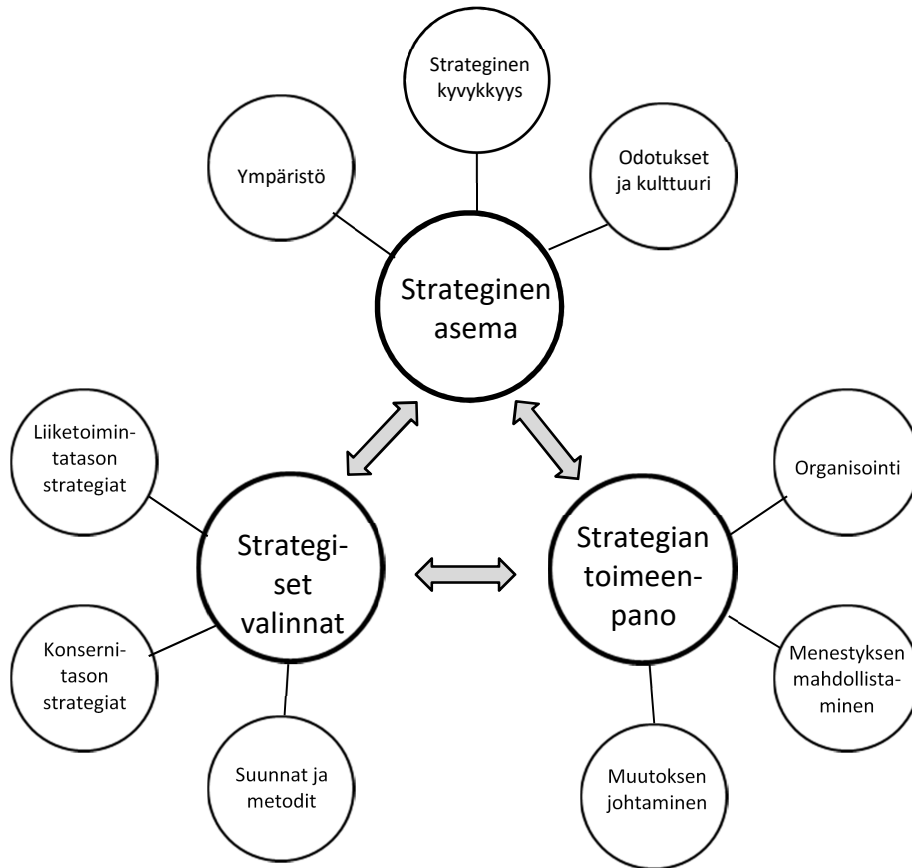 Strateginen
kyvykkyys
Ympäristö
Odotukset
ja kulttuuri
Strateginen
asema
Liiketoimin-
tatason
strategiat
Organisointi
Strategi-
set
valinnat
Strategian
toimeen-
pano
Konserni-
tason
strategiat
Menestyksen
mahdollista-
minen
Suunnat ja
metodit
Muutoksen
johtaminen